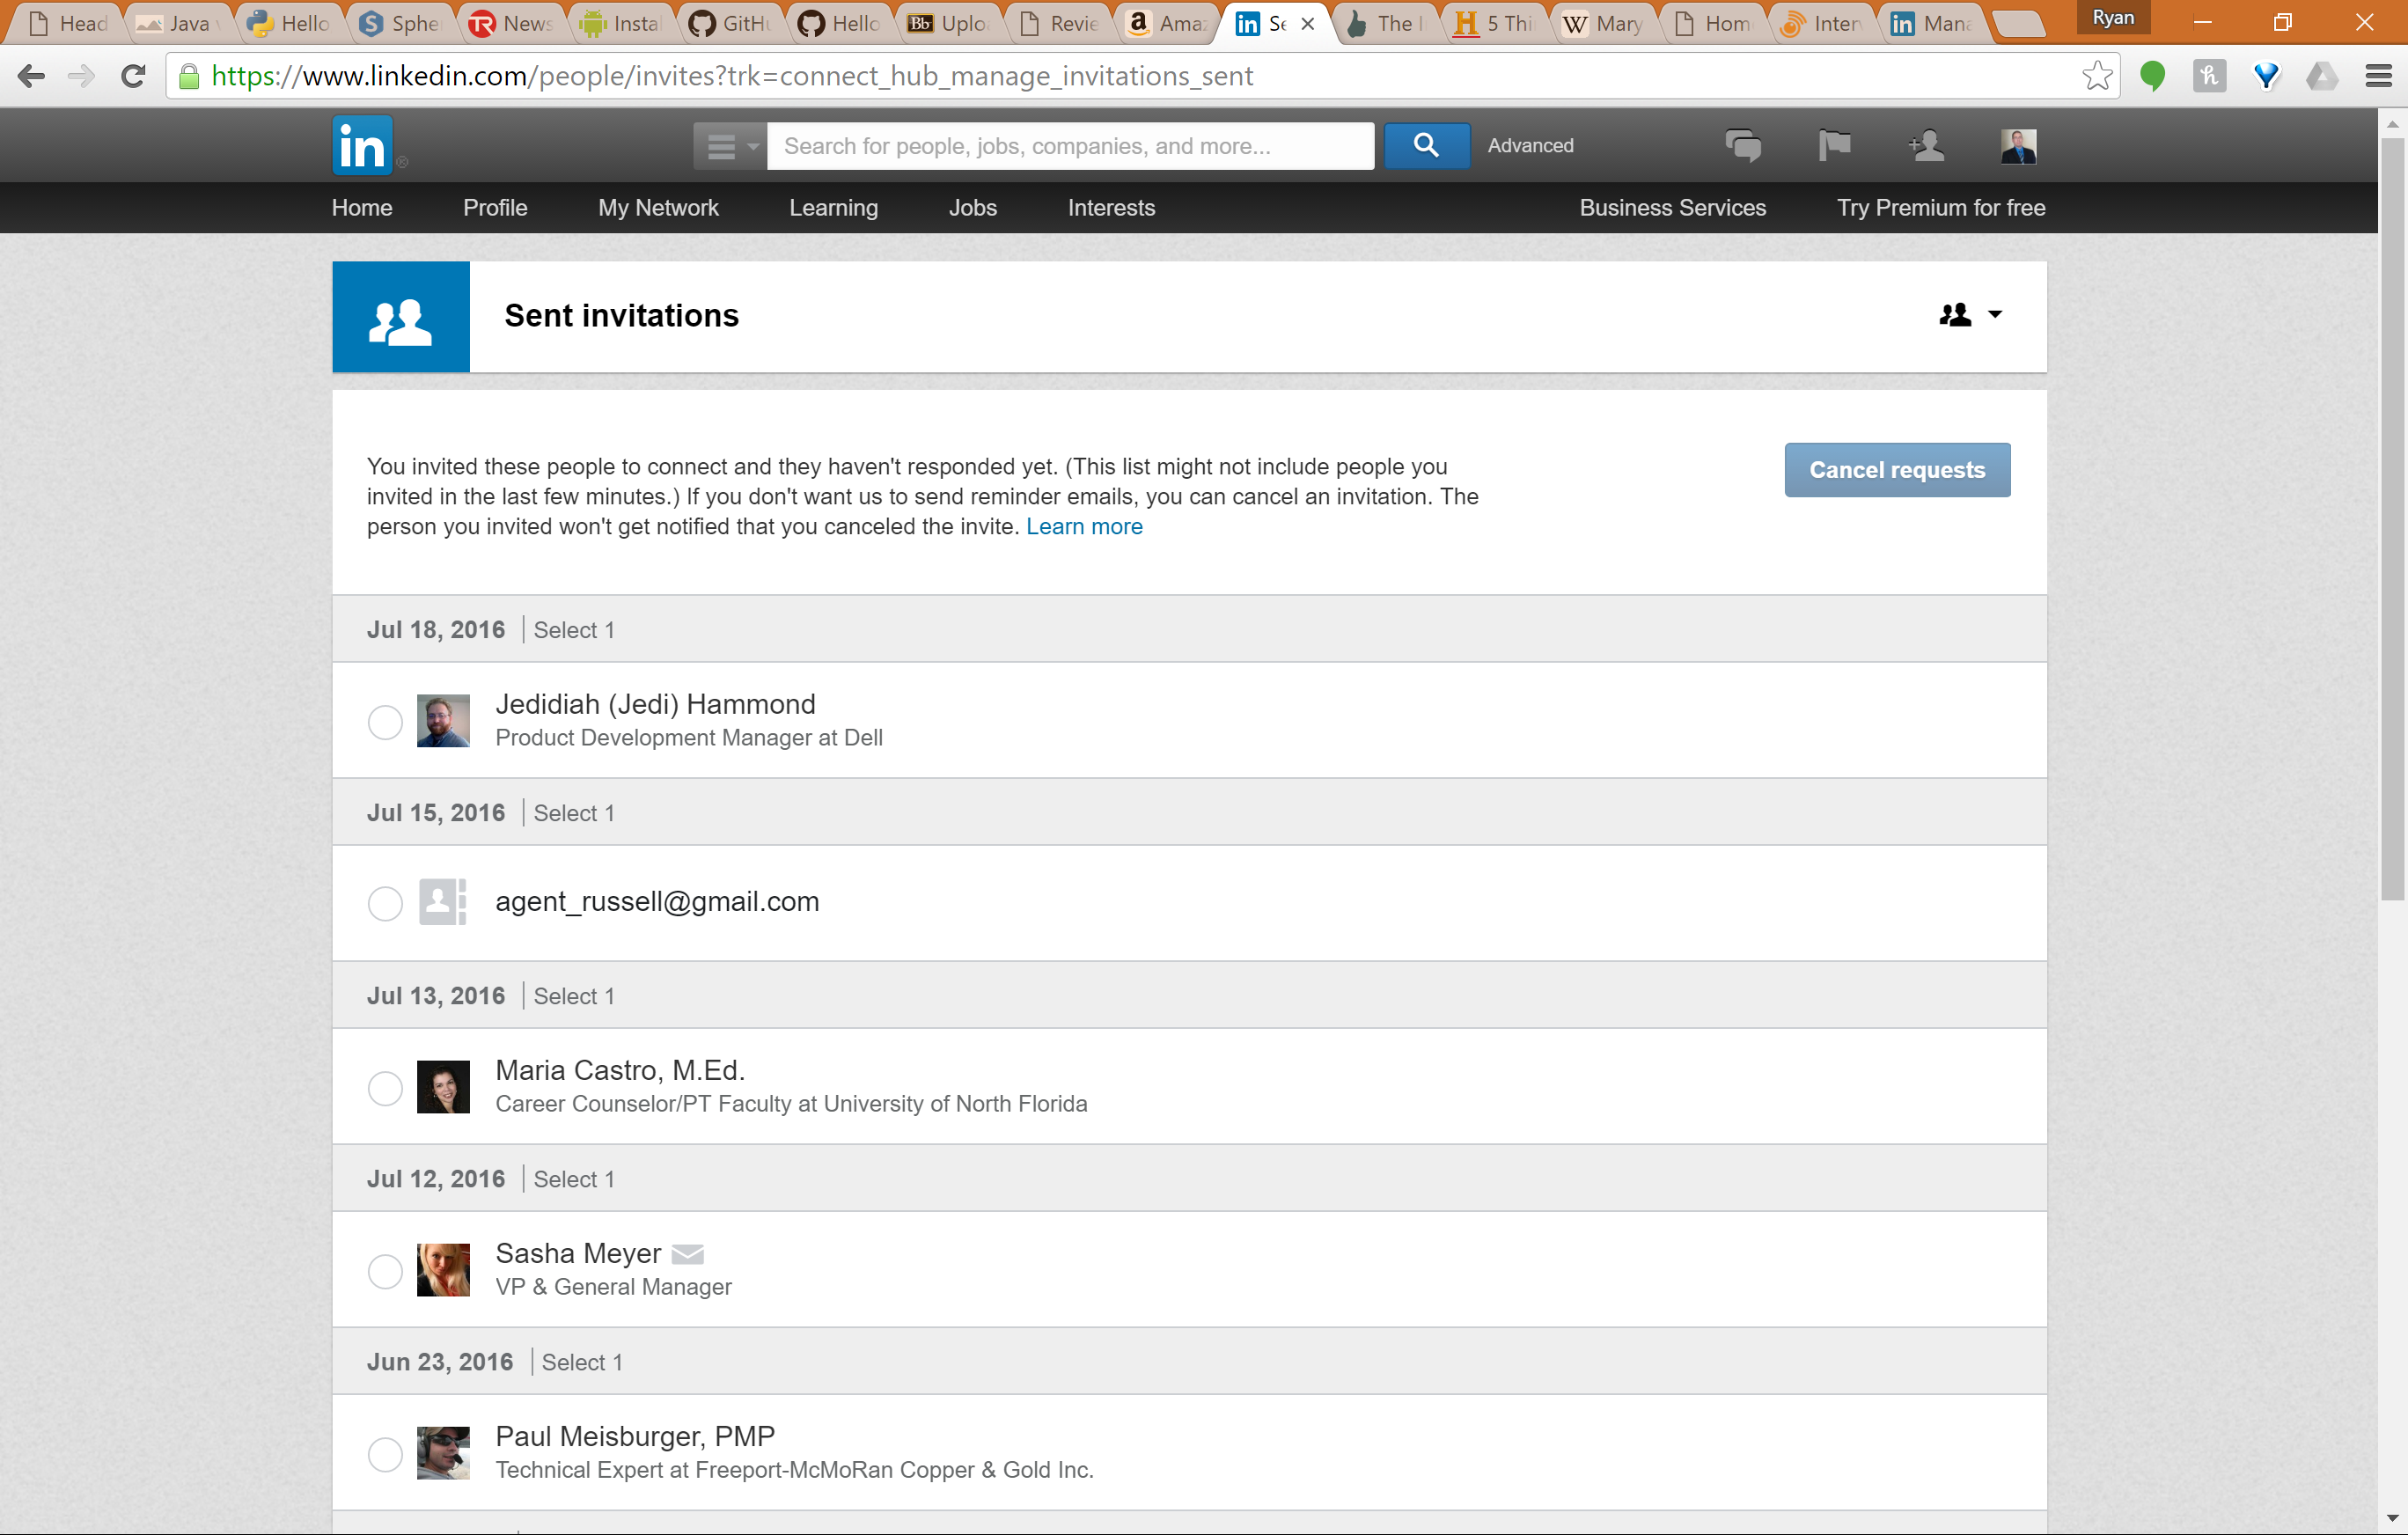 Head
Java v
Hello
Sphe
News
Insta
GitHu
Hello
Uplo
Revie
Amaz
Se
The I
5 Thi
Mary
Hom
Interv
Mana
Ryan
https://www.linkedin.com/people/invites?trk=connect_hub_manage_invitations_sent
in
Search for people, jobs, companies, and more...
Advanced
Home Profile My Network Learning Jobs Interests Business Services Try Premium for free
Sent invitations
You invited these people to connect and they haven't responded yet. (This list might not include people you
invited in the last few minutes.) If you don't want us to send reminder emails, you can cancel an invitation. The
person you invited won't get notified that you canceled the invite. Learn more
Cancel requests
Jul 18, 2016 | Select 1
Jedidiah (Jedi) Hammond
Product Development Manager at Dell
Jul 15, 2016 | Select 1
agent_russell@gmail.com
Jul 13, 2016 | Select 1
Maria Castro, M.Ed.
Career Counselor/PT Faculty at University of North Florida
Jul 12, 2016 | Select 1
Sasha Meyer
VP & General Manager
Jun 23, 2016 | Select 1
Paul Meisburger, PMP
Technical Expert at Freeport-McMoRan Copper & Gold Inc.